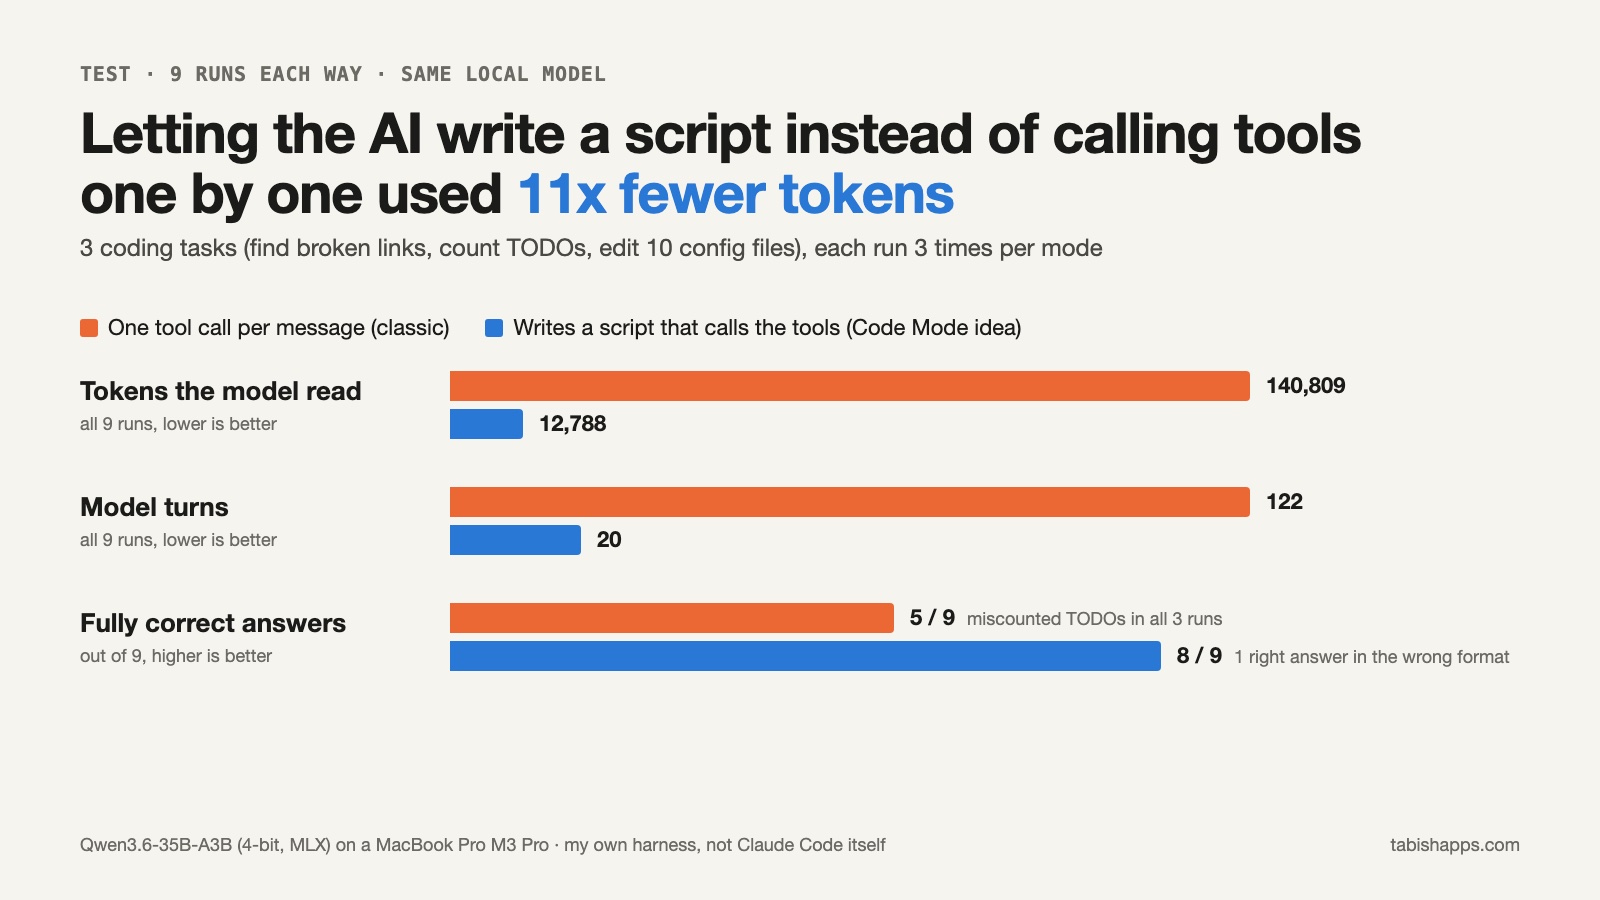 TEST · 9 RUNS EACH WAY · SAME LOCAL MODEL
Letting the AI write a script instead of calling tools
one by one used 11x fewer tokens
3 coding tasks (find broken links, count TODOs, edit 10 config files), each run 3 times per mode
One tool call per message (classic)
Writes a script that calls the tools (Code Mode idea)
Tokens the model read
all 9 runs, lower is better
140,809
12,788
Model turns
all 9 runs, lower is better
122
20
Fully correct answers
out of 9, higher is better
5 / 9 miscounted TODOs in all 3 runs
8 / 9 1 right answer in the wrong format
Qwen3.6-35B-A3B (4-bit, MLX) on a MacBook Pro M3 Pro · my own harness, not Claude Code itself
tabishapps.com